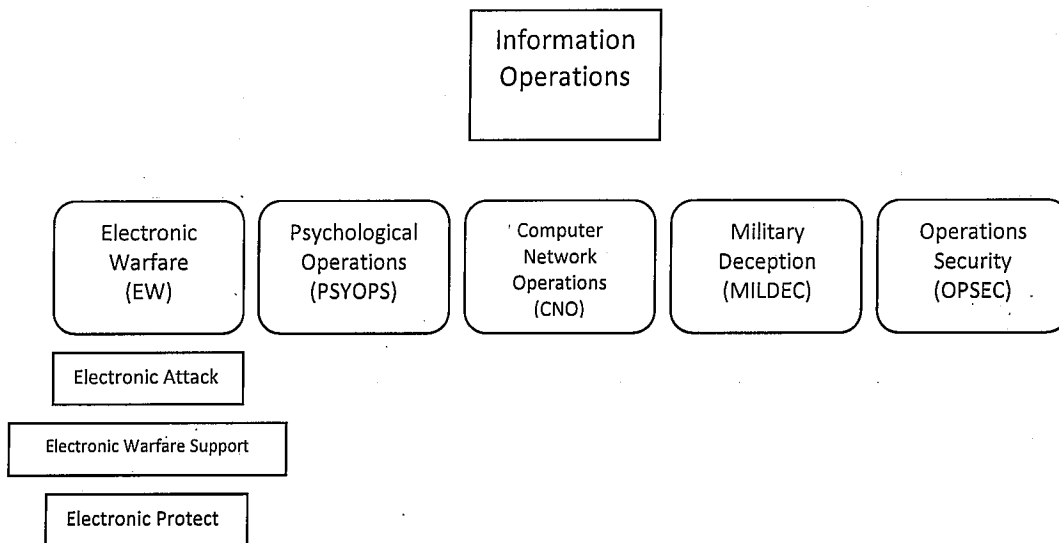 Information
Operations
Electronic
Warfare
(EW)
Psychological
Operations
(PSYOPS)
Computer
Network
Operations
(CNO)
Military
Deception
(MILDEC)
Operations
Security
(OPSEC)
Electronic Attack
Electronic Warfare Support
Electronic Protect